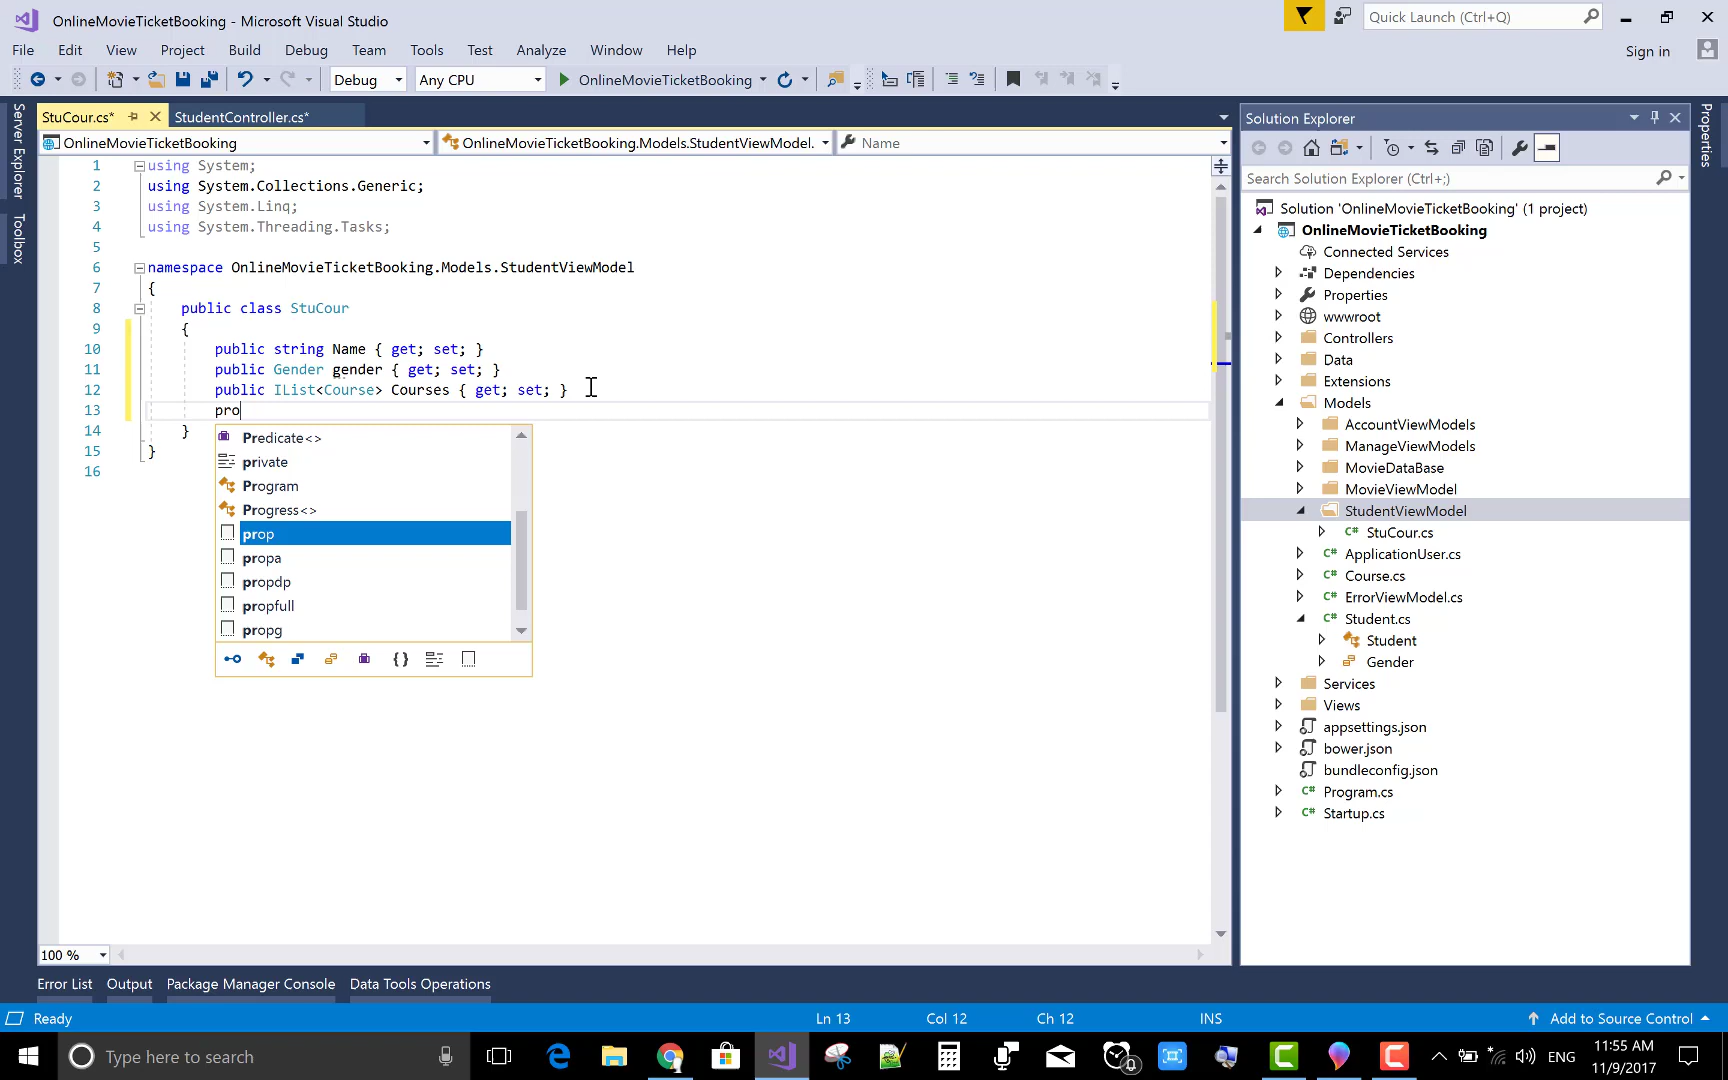 OnlineMovieTicketBooking - Microsoft Visual Studio
Quick Launch (Ctrl+Q)
File Edit View Project Build Debug Team Tools Test Analyze Window Help
Sign in
Debug Any CPU OnlineMovieTicketBooking
Server Explorer
Toolbox
StuCour.cs* StudentController.cs*
OnlineMovieTicketBooking OnlineMovieTicketBooking.Models.StudentViewModel. Name
1 using System;
2 using System.Collections.Generic;
3 using System.Linq;
4 using System.Threading.Tasks;
5
6 namespace OnlineMovieTicketBooking.Models.StudentViewModel
7 {
8 public class StuCour
9 {
10 public string Name { get; set; }
11 public Gender gender { get; set; }
12 public IList<Course> Courses { get; set; }
13 pro
14 }
15 }
16
Predicate<>
private
Program
Progress<>
prop
propa
propdp
propfull
propg
100 %
Solution Explorer
Search Solution Explorer (Ctrl+;)
Solution 'OnlineMovieTicketBooking' (1 project)
OnlineMovieTicketBooking
Connected Services
Dependencies
Properties
wwwroot
Controllers
Data
Extensions
Models
AccountViewModels
ManageViewModels
MovieDataBase
MovieViewModel
StudentViewModel
C# StuCour.cs
C# ApplicationUser.cs
C# Course.cs
C# ErrorViewModel.cs
C# Student.cs
Student
Gender
Services
Views
appsettings.json
bower.json
bundleconfig.json
C# Program.cs
C# Startup.cs
Properties
Error List Output Package Manager Console Data Tools Operations
Ready Ln 13 Col 12 Ch 12 INS Add to Source Control
Type here to search
ENG
11:55 AM
11/9/2017